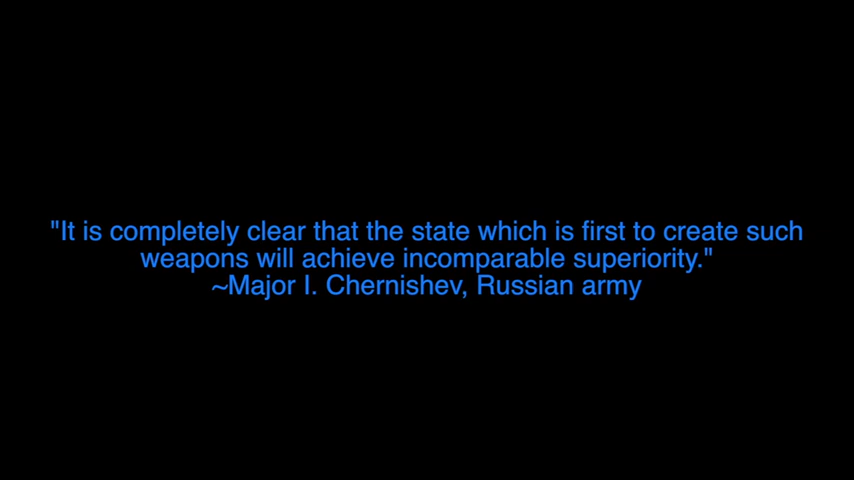 "It is completely clear that the state which is first to create such
weapons will achieve incomparable superiority."
~Major I. Chernishev, Russian army